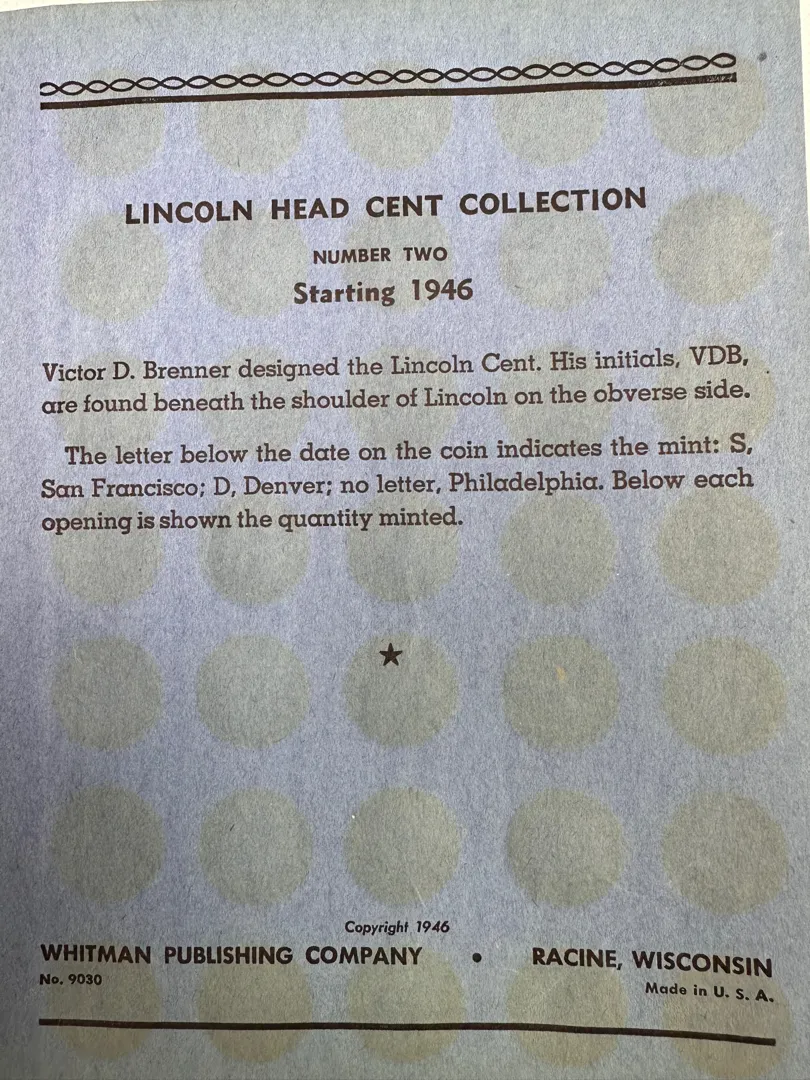 LINCOLN HEAD CENT COLLECTION
NUMBER TWO
Starting 1946
Victor D. Brenner designed the Lincoln Cent. His initials, VDB,
are found beneath the shoulder of Lincoln on the obverse side.
The letter below the date on the coin indicates the mint: S,
San Francisco; D, Denver; no letter, Philadelphia. Below each
opening is shown the quantity minted.
Copyright 1946
WHITMAN PUBLISHING COMPANY • RACINE, WISCONSIN
No. 9030 Made in U. S. A.